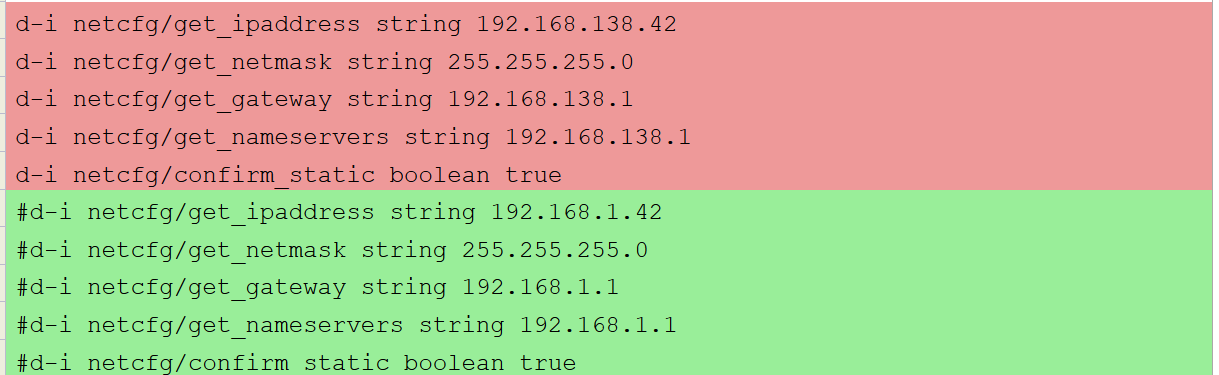 d-i netcfg/get_ipaddress string 192.168.138.42
d-i netcfg/get_netmask string 255.255.255.0
d-i netcfg/get_gateway string 192.168.138.1
d-i netcfg/get_nameservers string 192.168.138.1
d-i netcfg/confirm_static boolean true
#d-i netcfg/get_ipaddress string 192.168.1.42
#d-i netcfg/get_netmask string 255.255.255.0
#d-i netcfg/get_gateway string 192.168.1.1
#d-i netcfg/get_nameservers string 192.168.1.1
#d-i netcfg/confirm_static boolean true